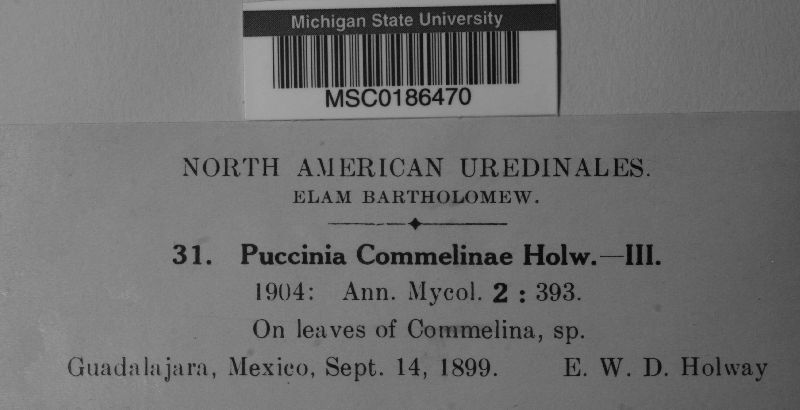 Michigan State University
MSC0186470
NORTH AMERICAN UREDINALES.
ELAM BARTHOLOMEW.
31. Puccinia Commelinae Holw.—III.
1904: Ann. Mycol. 2 : 393.
On leaves of Commelina, sp.
Guadalajara, Mexico, Sept. 14, 1899. E. W. D. Holway